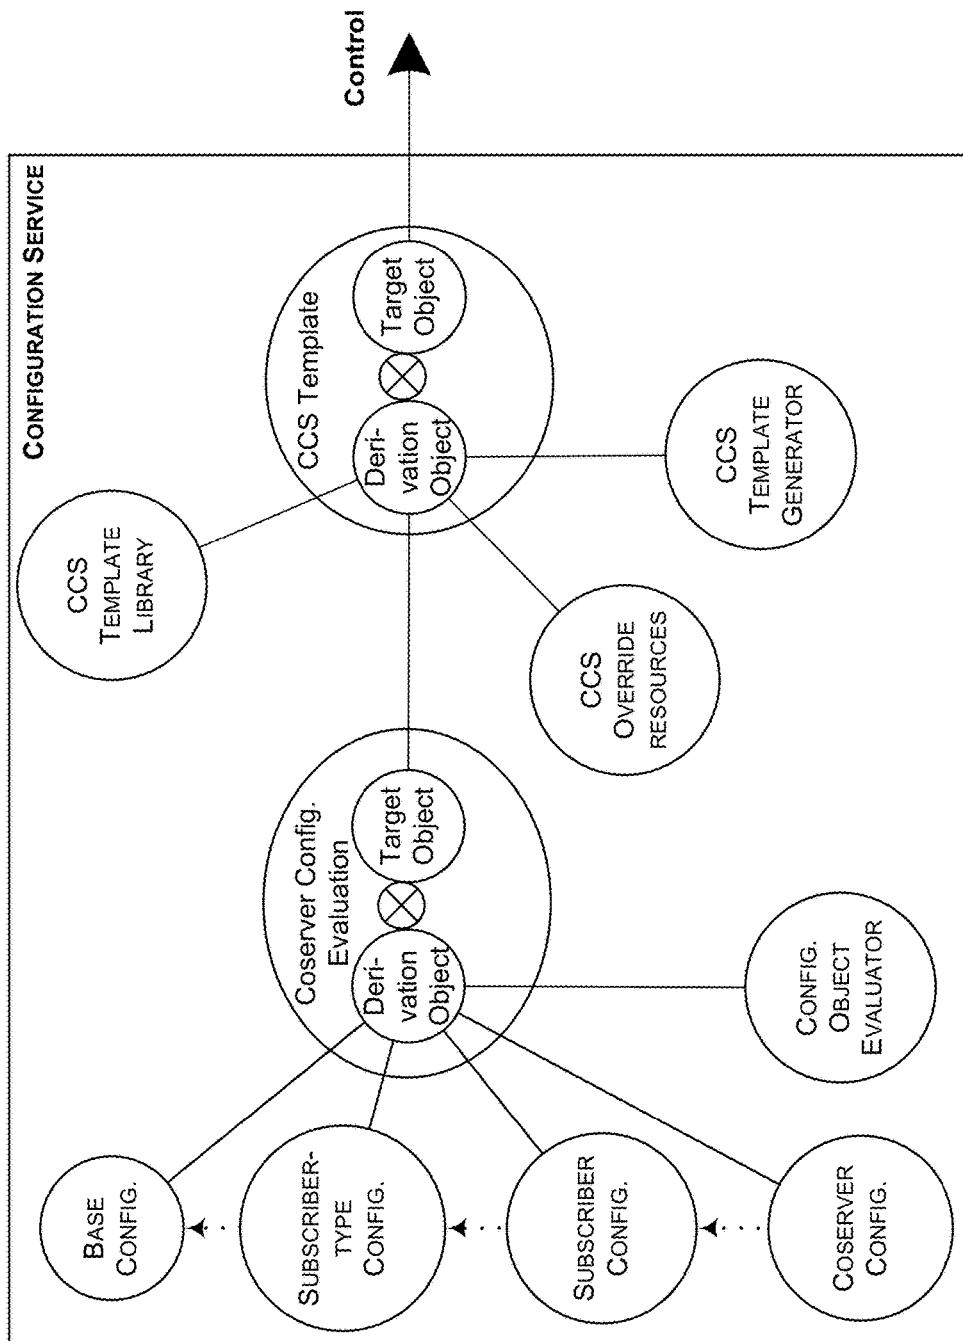 CONFIGURATION SERVICE
Control
BASE
CONFIG.
SUBSCRIBER-
TYPE
CONFIG.
SUBSCRIBER
CONFIG.
COSERVER
CONFIG.
Coserver Config.
Evaluation
Deri-
vation
Object
Target
Object
CONFIG.
OBJECT
EVALUATOR
CCS
TEMPLATE
LIBRARY
CCS
OVERRIDE
RESOURCES
CCS Template
Deri-
vation
Object
Target
Object
CCS
TEMPLATE
GENERATOR